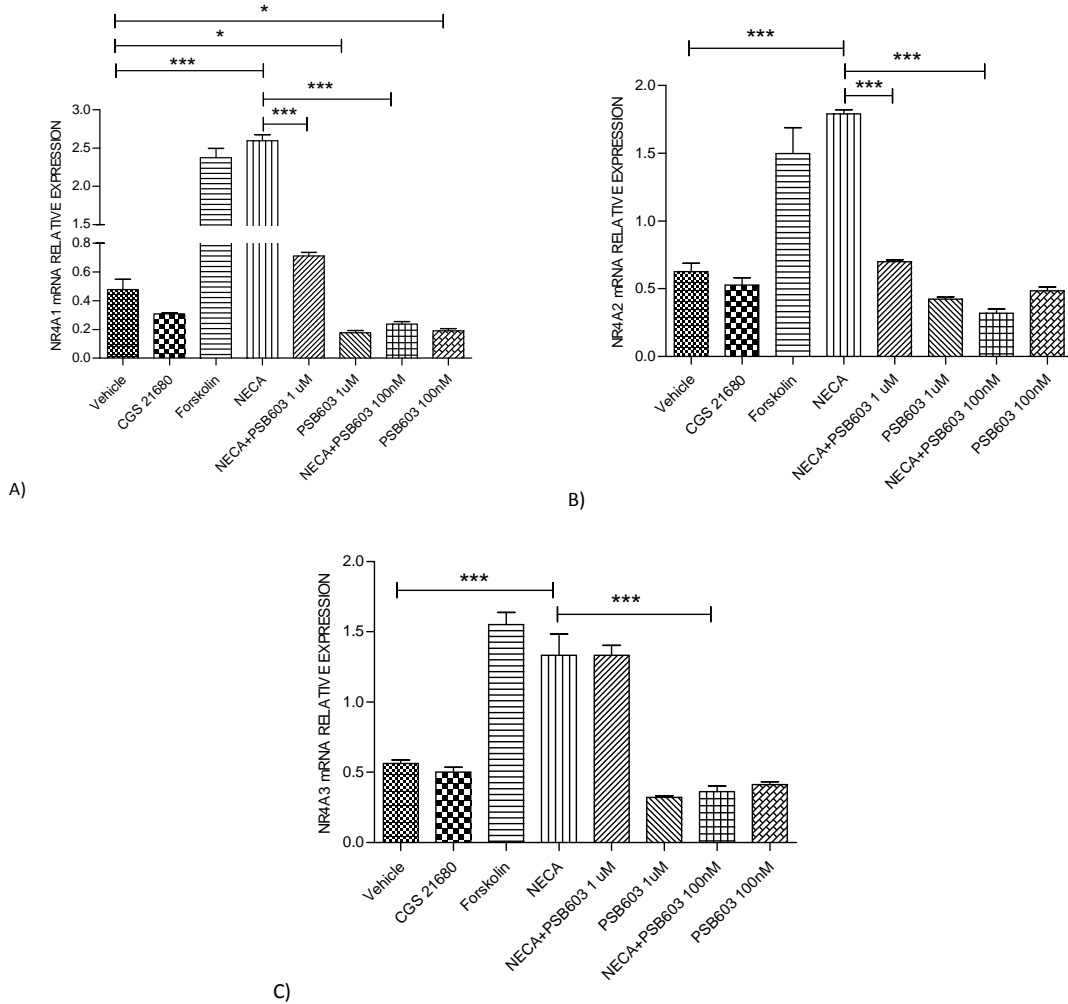 *
*
***
***
***
3.0
2.5
2.0
1.5
0.8
0.6
0.4
0.2
0.0
NR4A1 mRNA RELATIVE EXPRESSION
Vehicle
CGS 21680
Forskolin
NECA
NECA+PSB603 1 uM
PSB603 1uM
NECA+PSB603 100nM
PSB603 100nM
A)
***
***
***
2.0
1.5
1.0
0.5
0.0
NR4A2 mRNA RELATIVE EXPRESSION
Vehicle
CGS 21680
Forskolin
NECA
NECA+PSB603 1 uM
PSB603 1uM
NECA+PSB603 100nM
PSB603 100nM
B)
***
***
2.0
1.5
1.0
0.5
0.0
NR4A3 mRNA RELATIVE EXPRESSION
Vehicle
CGS 21680
Forskolin
NECA
NECA+PSB603 1 uM
PSB603 1uM
NECA+PSB603 100nM
PSB603 100nM
C)